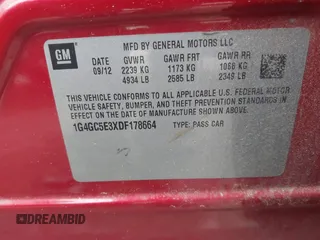 GM
MFD BY GENERAL MOTORS LLC
DATE GVWR GAWR FRT GAWR RR
09/12 2239 KG 1173 KG 1066 KG
4934 LB 2585 LB 2349 LB
THIS VEHICLE CONFORMS TO ALL APPLICABLE U.S. FEDERAL MOTOR
VEHICLE SAFETY, BUMPER, AND THEFT PREVENTION STANDARDS IN
EFFECT ON THE DATE OF MANUFACTURE SHOWN ABOVE.
1G4GC5E3XDF178664 TYPE: PASS CAR
DREAMBID